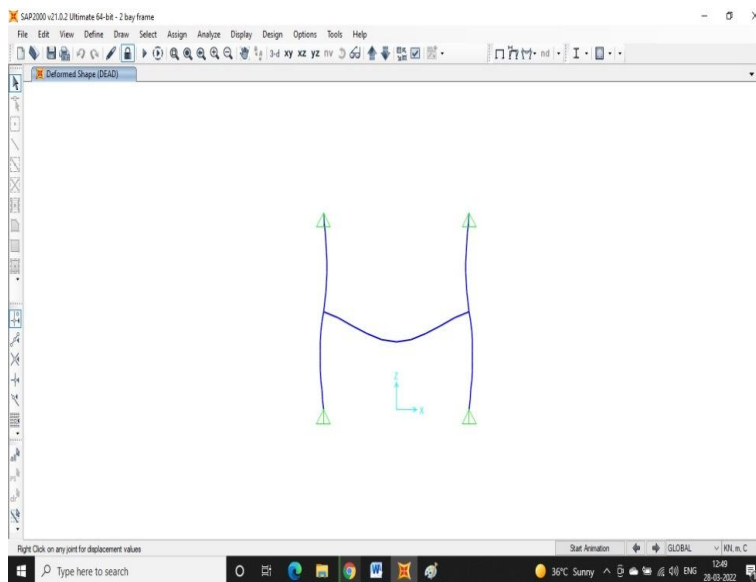 SAP2000 v21.0.2 Ultimate 64-bit - 2 bay frame
File Edit View Define Draw Select Assign Analyze Display Design Options Tools Help
3-d xy xz yz nv nd
Deformed Shape (DEAD)
Z
X
Right Click on any joint for displacement values
Start Animation
GLOBAL
KN, m, C
Type here to search
36°C Sunny
ENG
12:49
28-03-2022